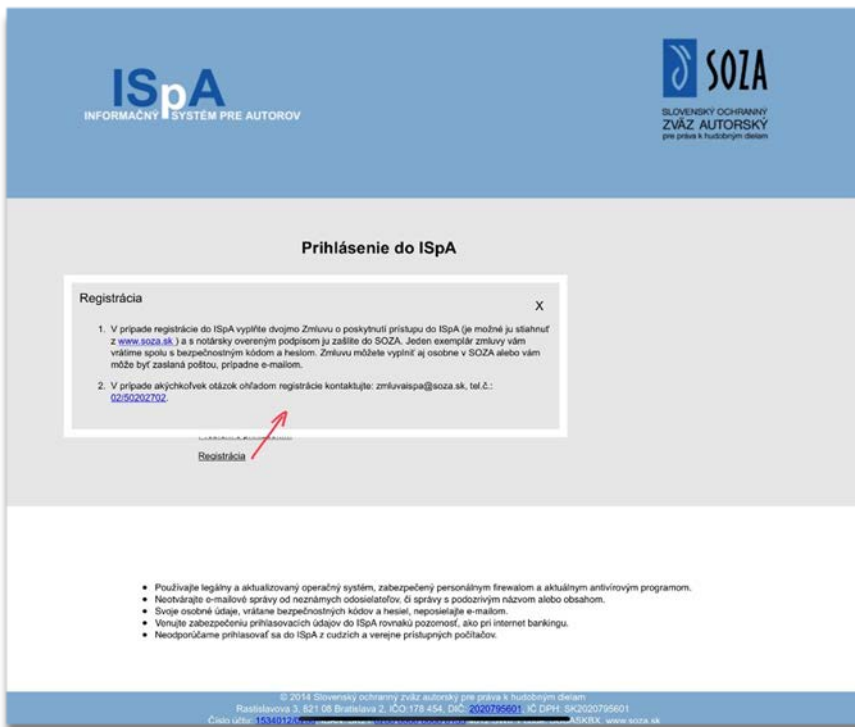 ISpA
INFORMAČNÝ SYSTÉM PRE AUTOROV
SOZA
SLOVENSKÝ OCHRANNÝ
ZVÄZ AUTORSKÝ
pre práva k hudobným dielam
Prihlásenie do ISpA
Registrácia
X
1. V prípade registrácie do ISpA vyplňte dvojmo Zmluvu o poskytnutí prístupu do ISpA (je možné ju stiahnuť
z www.soza.sk ) a s notársky overeným podpisom ju zašlite do SOZA. Jeden exemplár zmluvy vám
vrátime spolu s bezpečnostným kódom a heslom. Zmluvu môžete vyplniť aj osobne v SOZA alebo vám
môže byť zaslaná poštou, prípadne e-mailom.
2. V prípade akýchkoľvek otázok ohľadom registrácie kontaktujte: zmluvaispa@soza.sk, tel.č.:
02/50202702.
Registrácia
• Používajte legálny a aktualizovaný operačný systém, zabezpečený personálnym firewalom a aktuálnym antivírovým programom.
• Neotvárajte e-mailové správy od neznámych odosielateľov, či správy s podozrivým názvom alebo obsahom.
• Svoje osobné údaje, vrátane bezpečnostných kódov a hesiel, neposielajte e-mailom.
• Venujte zabezpečeniu prihlasovacích údajov do ISpA rovnakú pozornosť, ako pri internet bankingu.
• Neodporúčame prihlasovať sa do ISpA z cudzích a verejne prístupných počítačov.
© 2014 Slovenský ochranný zväz autorský pre práva k hudobným dielam
Rastislavova 3, 821 08 Bratislava 2, IČO:178 454, DIČ: 2020795601, IČ DPH: SK2020795601
Číslo účtu: www.soza.sk